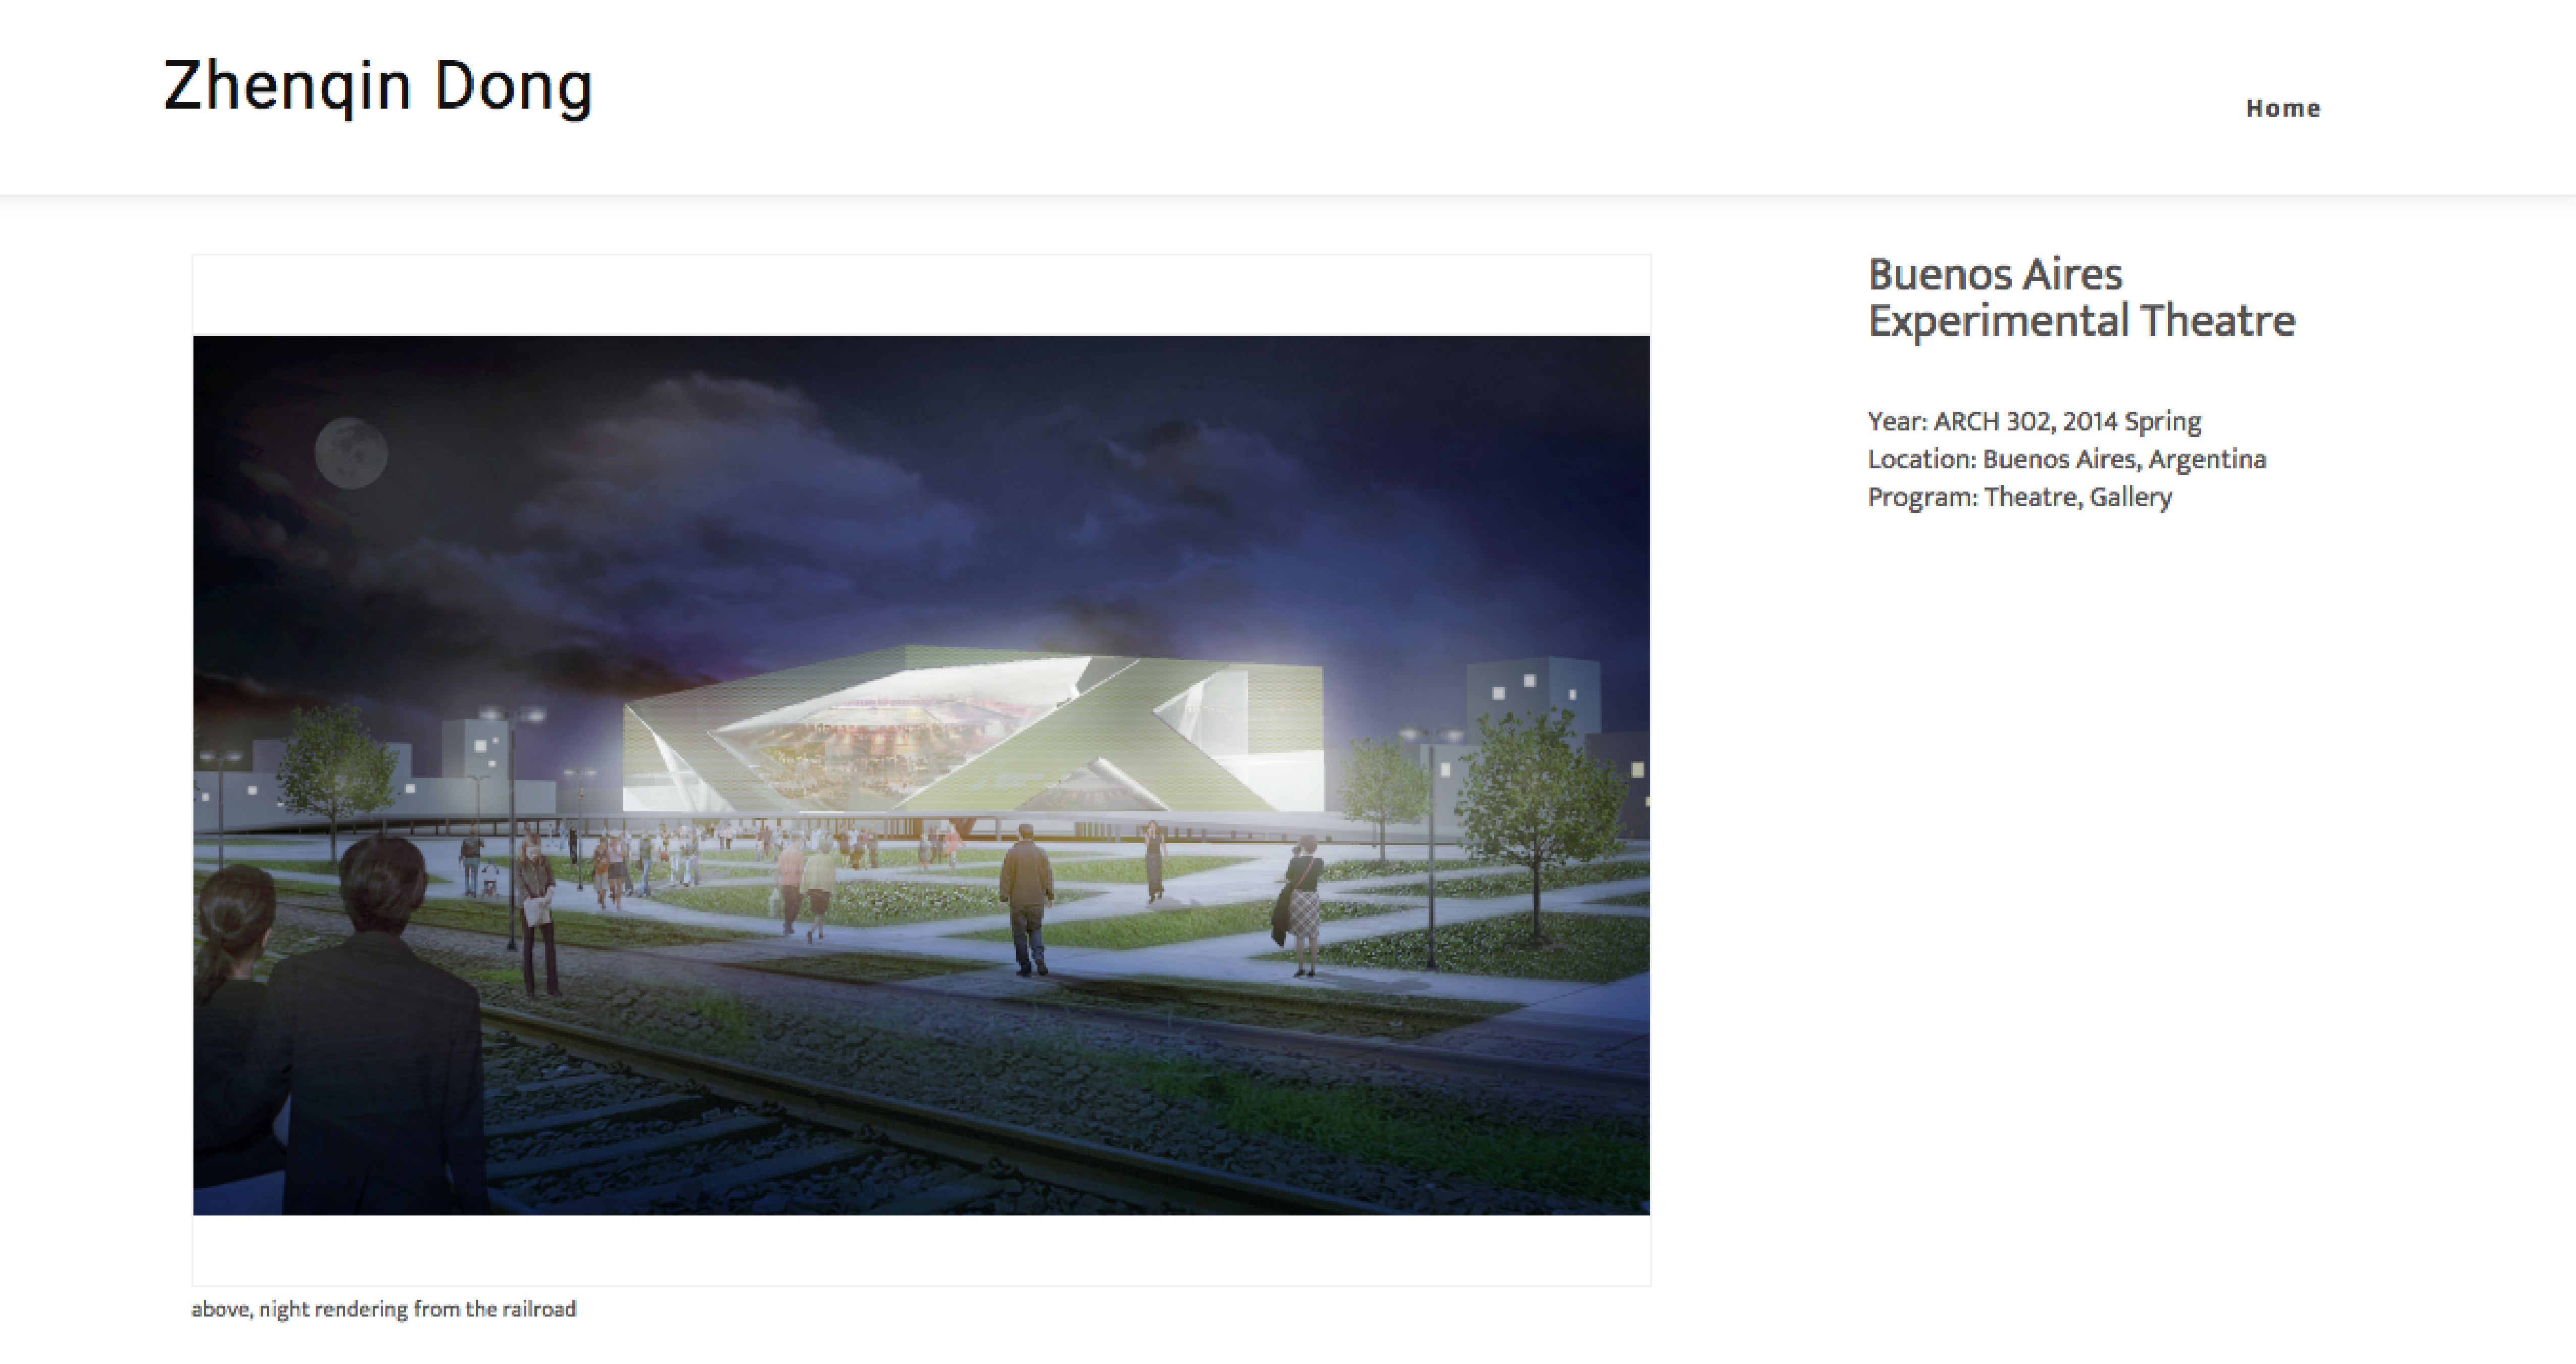 Zhenqin Dong
Home
Buenos Aires
Experimental Theatre
Year: ARCH 302, 2014 Spring
Location: Buenos Aires, Argentina
Program: Theatre, Gallery
above, night rendering from the railroad